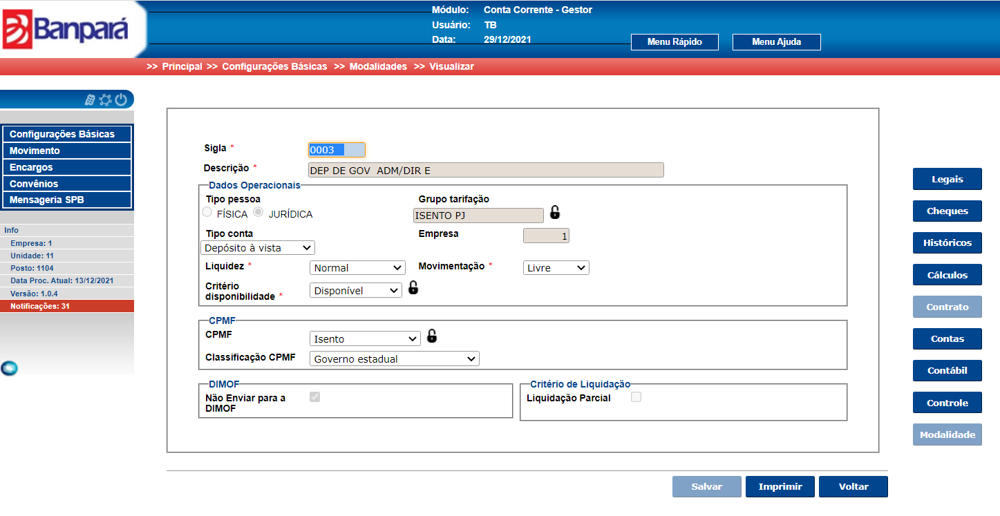 Banpará
Módulo: Conta Corrente - Gestor
Usuário: TB
Data: 29/12/2021
Menu Rápido
Menu Ajuda
>> Principal >> Configurações Básicas >> Modalidades >> Visualizar
Configurações Básicas
Movimento
Encargos
Convênios
Mensageria SPB
Info
Empresa: 1
Unidade: 11
Posto: 1104
Data Proc. Atual: 13/12/2021
Versão: 1.0.4
Notificações: 31
Sigla * 0003
Descrição * DEP DE GOV ADM/DIR E
Dados Operacionais
Tipo pessoa Grupo tarifação
FÍSICA JURÍDICA ISENTO PJ
Tipo conta Empresa 1
Depósito à vista
Liquidez * Normal Movimentação * Livre
Critério
disponibilidade * Disponível
CPMF
CPMF Isento
Classificação CPMF Governo estadual
DIMOF
Não Enviar para a
DIMOF
Critério de Liquidação
Liquidação Parcial
Legais
Cheques
Históricos
Cálculos
Contrato
Contas
Contábil
Controle
Modalidade
Salvar
Imprimir
Voltar